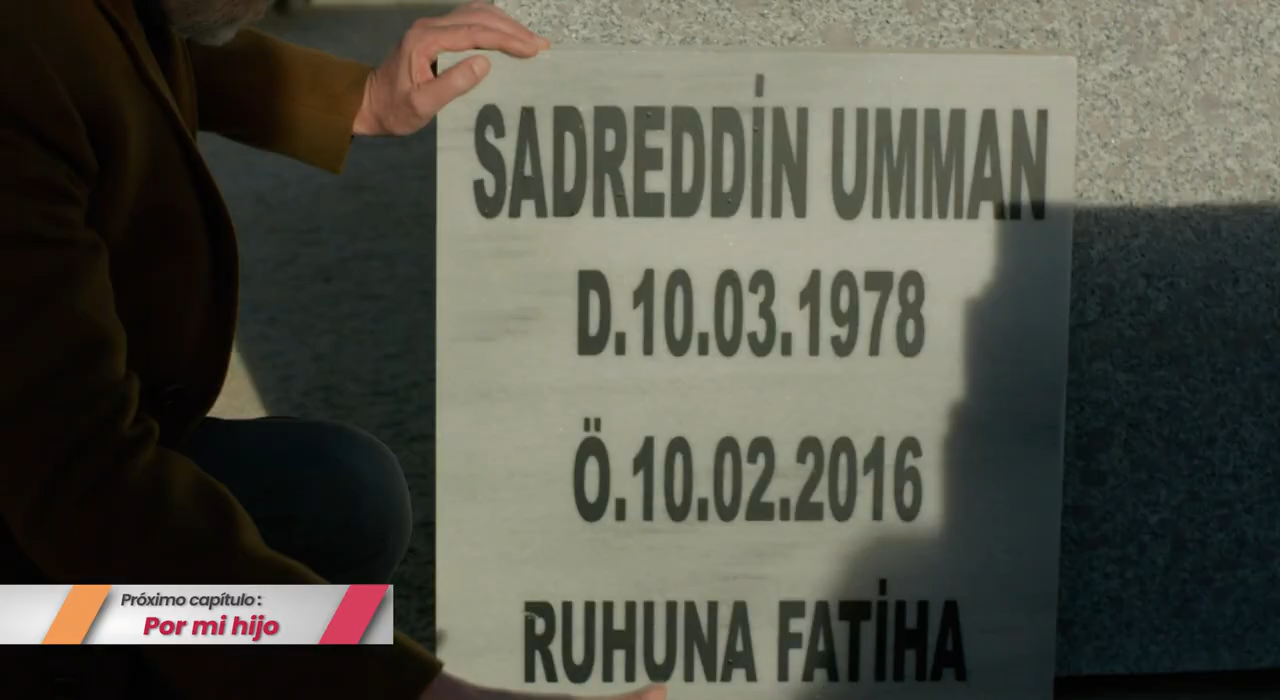 SADREDDİN UMMAN
D.10.03.1978
Ö.10.02.2016
RUHUNA FATİHA
Próximo capítulo:
Por mi hijo